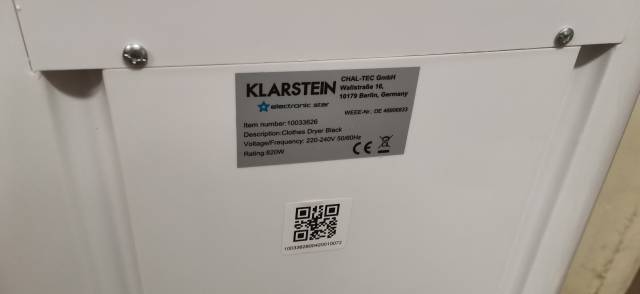 KLARSTEIN
electronic star
CHAL-TEC GmbH
Wallstraße 16,
10179 Berlin, Germany
WEEE-Nr.: DE 46006833
Item number:10033626
Description:Clothes Dryer Black
Voltage/Frequency: 220-240V 50/60Hz
Rating:820W
CE